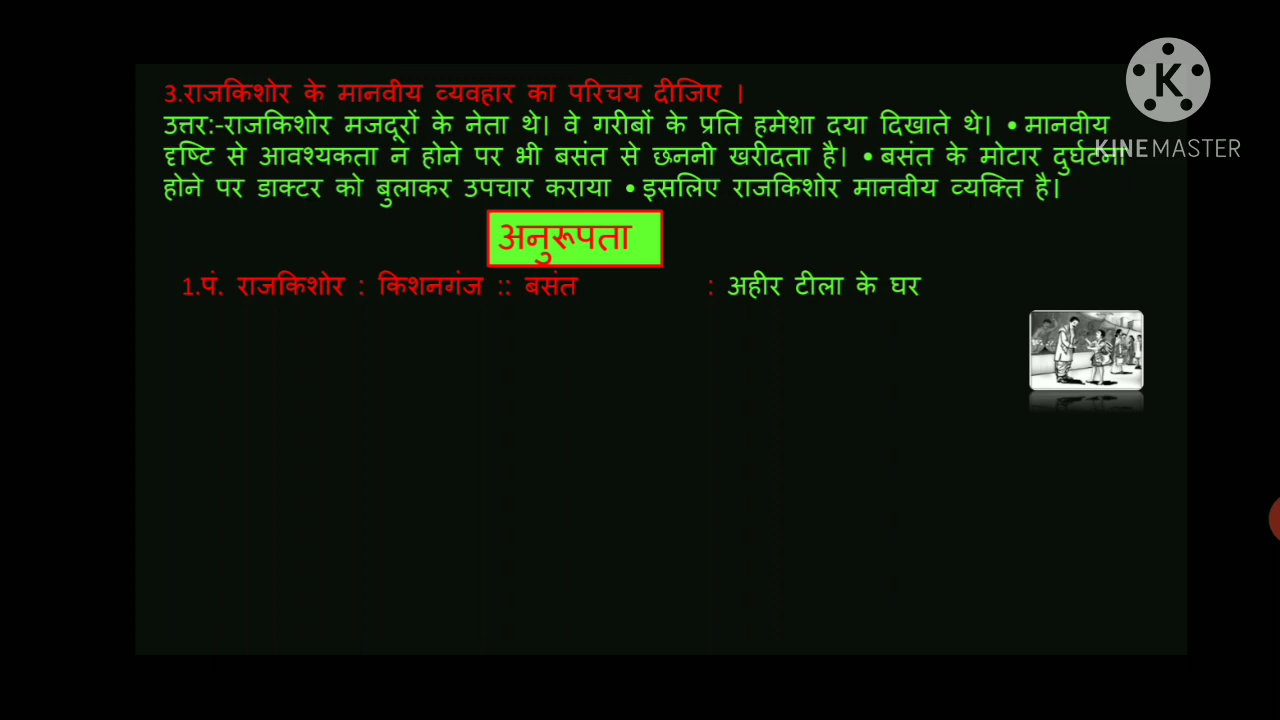 3.राजकिशोर के मानवीय व्यवहार का परिचय दीजिए ।
उत्तर:-राजकिशोर मजदूरों के नेता थे। वे गरीबों के प्रति हमेशा दया दिखाते थे। • मानवीय
दृष्टि से आवश्यकता न होने पर भी बसंत से छननी खरीदता है। • बसंत के मोटार दुर्घटना
होने पर डाक्टर को बुलाकर उपचार कराया • इसलिए राजकिशोर मानवीय व्यक्ति है।
अनुरूपता
1.पं. राजकिशोर : किशनगंज :: बसंत : अहीर टीला के घर
K
KINEMASTER